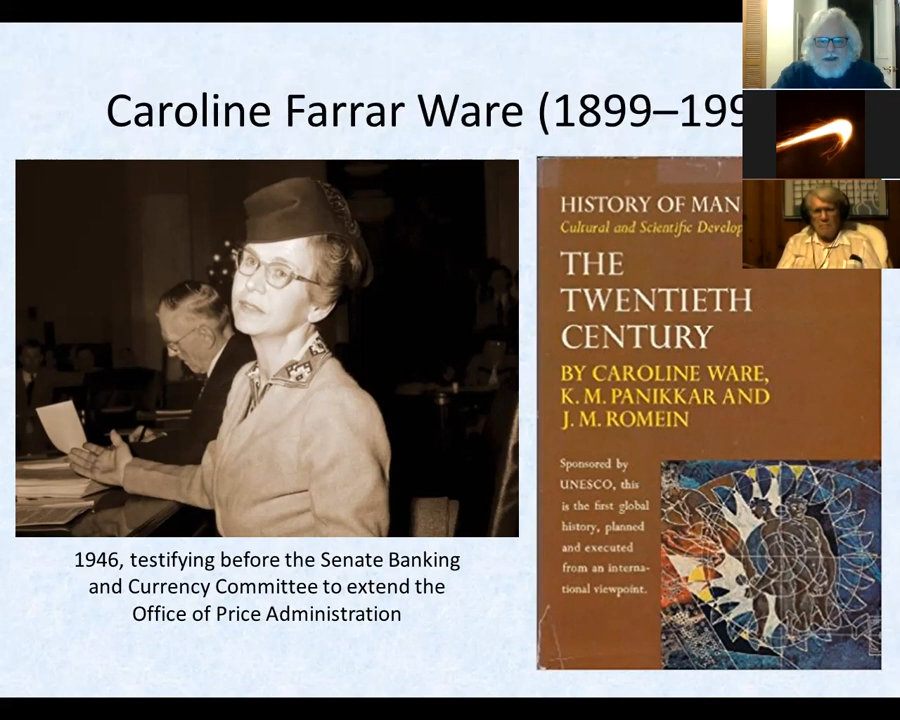 Caroline Farrar Ware (1899–199
1946, testifying before the Senate Banking
and Currency Committee to extend the
Office of Price Administration
HISTORY OF MAN
Cultural and Scientific Develop
THE
TWENTIETH
CENTURY
BY CAROLINE WARE,
K. M. PANIKKAR AND
J. M. ROMEIN
Sponsored by
UNESCO, this
is the first global
history, planned
and executed
from an interna-
tional viewpoint.